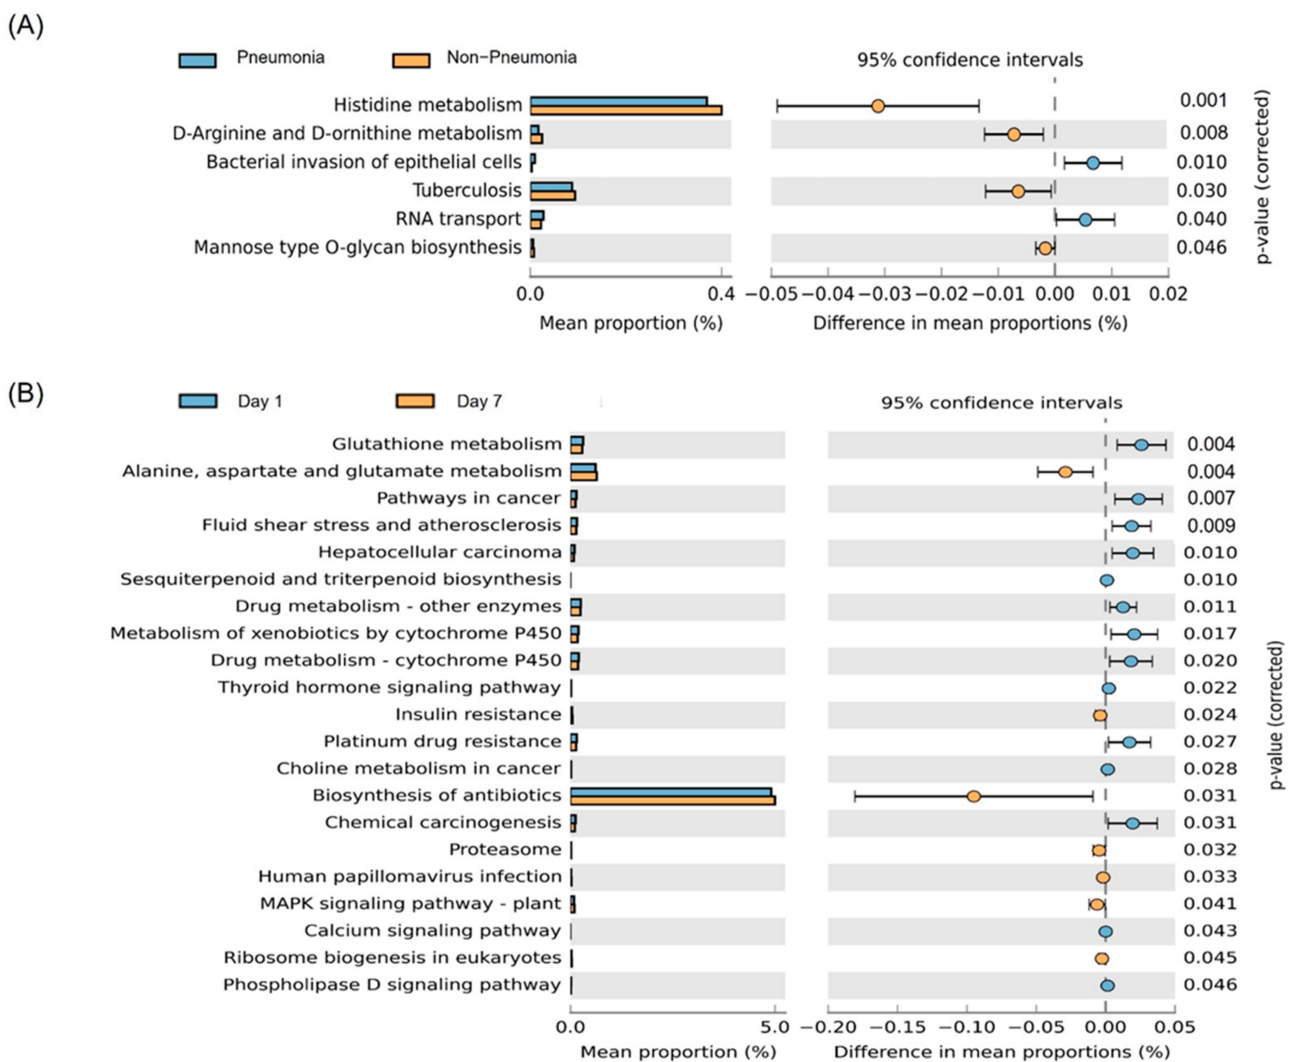 (A)
Pneumonia Non-Pneumonia 95% confidence intervals
Histidine metabolism 0.001
D-Arginine and D-ornithine metabolism 0.008
Bacterial invasion of epithelial cells 0.010
Tuberculosis 0.030
RNA transport 0.040
Mannose type O-glycan biosynthesis 0.046
p-value (corrected)
0.0 0.4 −0.05 −0.04 −0.03 −0.02 −0.01 0.00 0.01 0.02
Mean proportion (%) Difference in mean proportions (%)
(B)
Day 1 Day 7 95% confidence intervals
Glutathione metabolism 0.004
Alanine, aspartate and glutamate metabolism 0.004
Pathways in cancer 0.007
Fluid shear stress and atherosclerosis 0.009
Hepatocellular carcinoma 0.010
Sesquiterpenoid and triterpenoid biosynthesis 0.010
Drug metabolism - other enzymes 0.011
Metabolism of xenobiotics by cytochrome P450 0.017
Drug metabolism - cytochrome P450 0.020
Thyroid hormone signaling pathway 0.022
Insulin resistance 0.024
Platinum drug resistance 0.027
Choline metabolism in cancer 0.028
Biosynthesis of antibiotics 0.031
Chemical carcinogenesis 0.031
Proteasome 0.032
Human papillomavirus infection 0.033
MAPK signaling pathway - plant 0.041
Calcium signaling pathway 0.043
Ribosome biogenesis in eukaryotes 0.045
Phospholipase D signaling pathway 0.046
p-value (corrected)
0.0 5.0 −0.20 −0.15 −0.10 −0.05 0.00 0.05
Mean proportion (%) Difference in mean proportions (%)